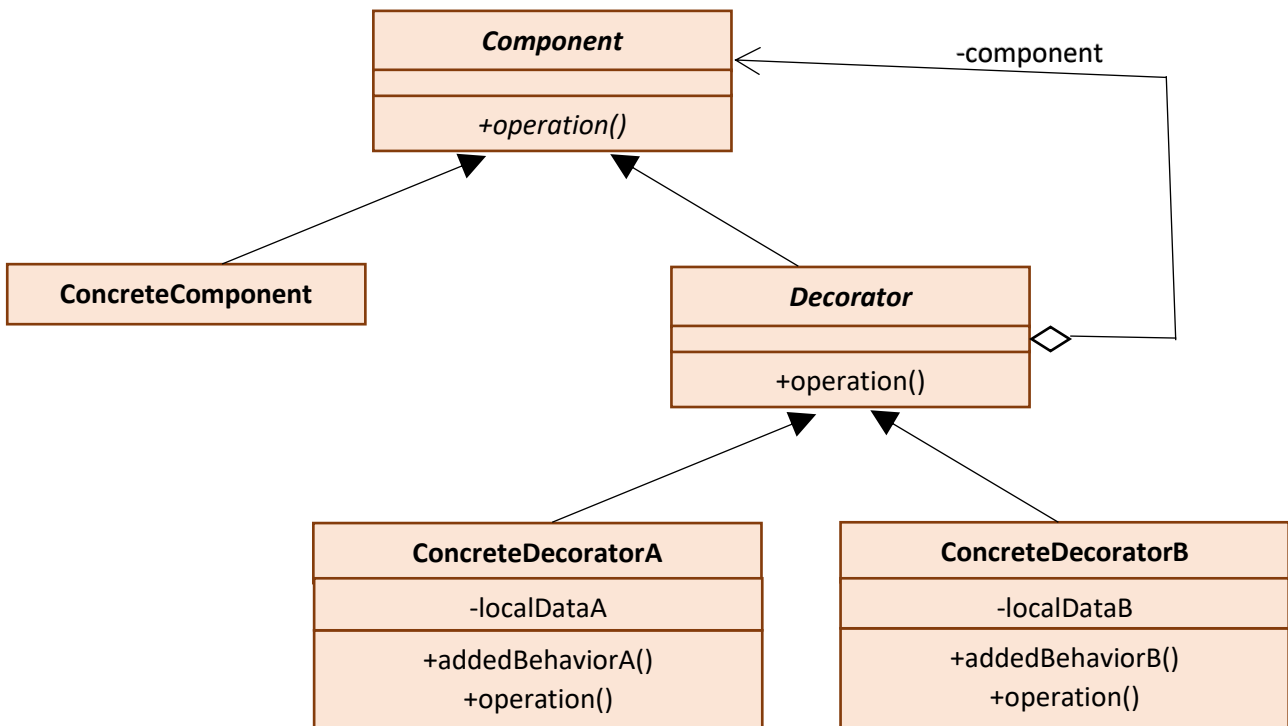 Component
-component
+operation()
ConcreteComponent
Decorator
+operation()
ConcreteDecoratorA
-localDataA
+addedBehaviorA()
+operation()
ConcreteDecoratorB
-localDataB
+addedBehaviorB()
+operation()